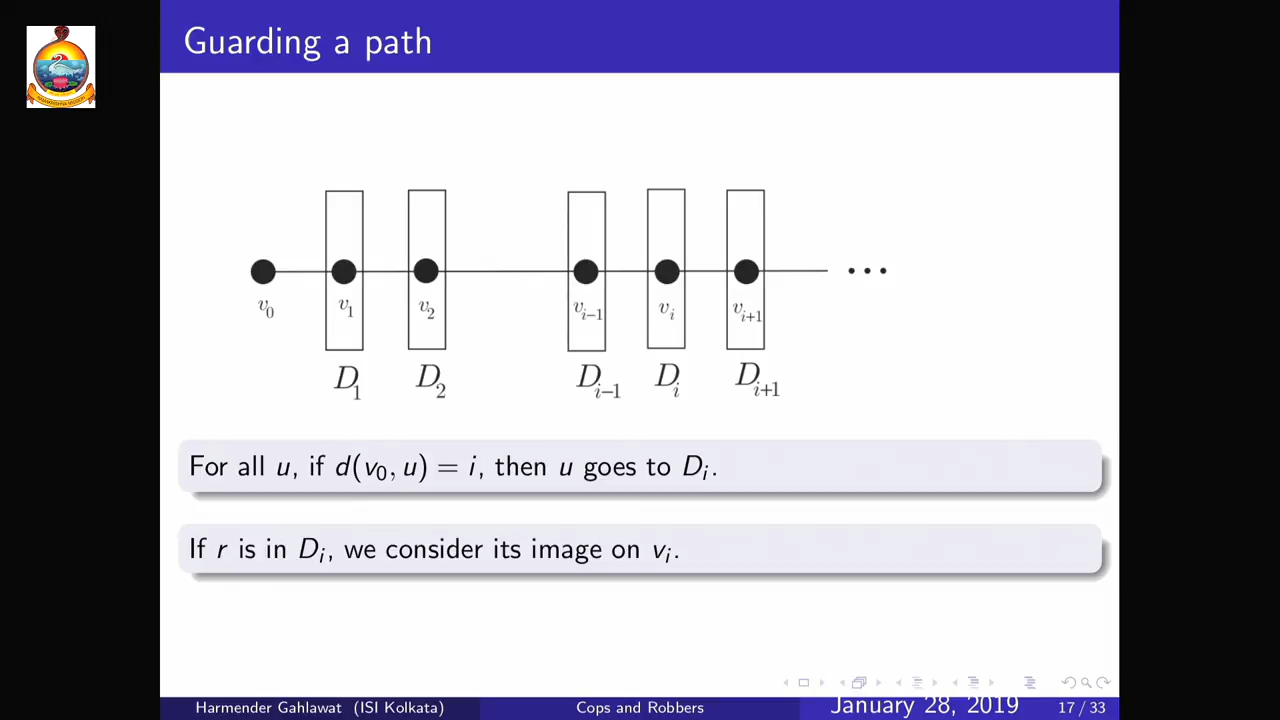 Guarding a path
v₀ v₁ v₂ vᵢ₋₁ vᵢ vᵢ₊₁
D₁ D₂ Dᵢ₋₁ Dᵢ Dᵢ₊₁
For all u, if d(v₀, u) = i, then u goes to Dᵢ.
If r is in Dᵢ, we consider its image on vᵢ.
Harmender Gahlawat (ISI Kolkata) Cops and Robbers January 28, 2019 17 / 33